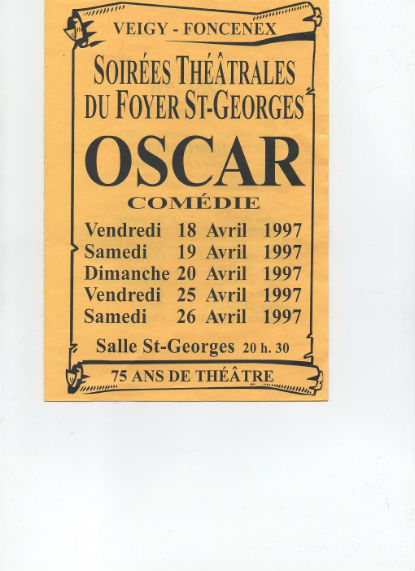 VEIGY - FONCENEX
SOIRÉES THÉÂTRALES
DU FOYER ST-GEORGES
OSCAR
COMÉDIE
Vendredi 18 Avril 1997
Samedi 19 Avril 1997
Dimanche 20 Avril 1997
Vendredi 25 Avril 1997
Samedi 26 Avril 1997
Salle St-Georges 20 h. 30
75 ANS DE THÉÂTRE